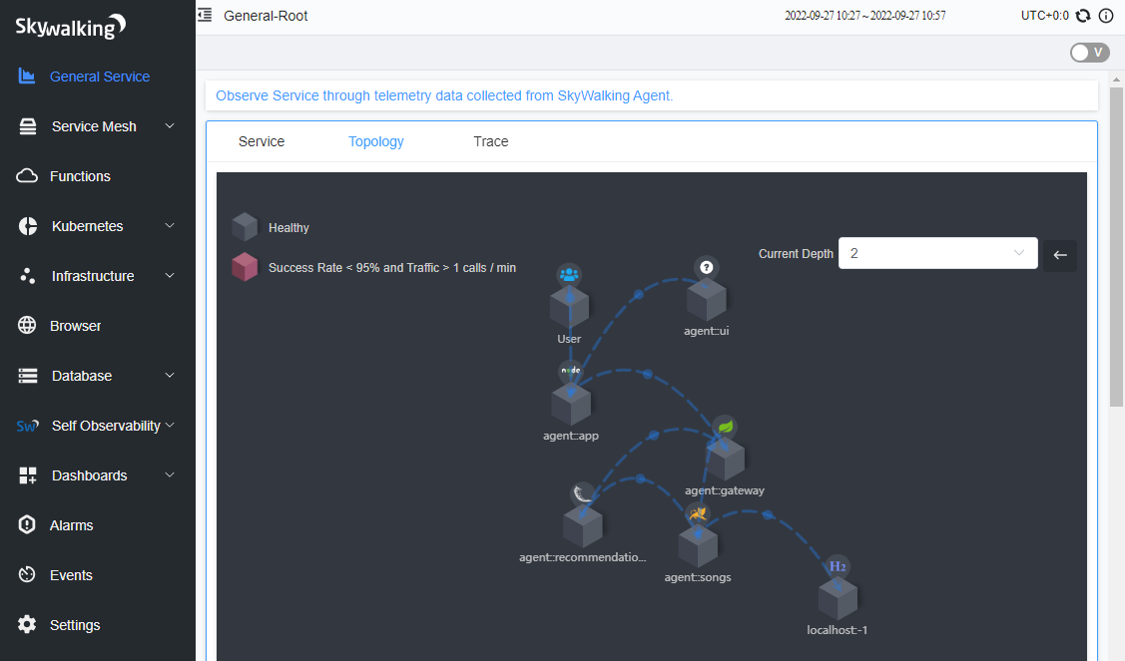 Skywalking
General Service
Service Mesh
Functions
Kubernetes
Infrastructure
Browser
Database
Sw Self Observability
Dashboards
Alarms
Events
Settings
General-Root
2022-09-27 10:27 ~ 2022-09-27 10:57
UTC+0:0
V
Observe Service through telemetry data collected from SkyWalking Agent.
Service Topology Trace
Healthy
Success Rate < 95% and Traffic > 1 calls / min
Current Depth 2
?
User
agent::ui
node
agent::app
agent::gateway
agent::recommendatio...
agent::songs
H2
localhost:-1